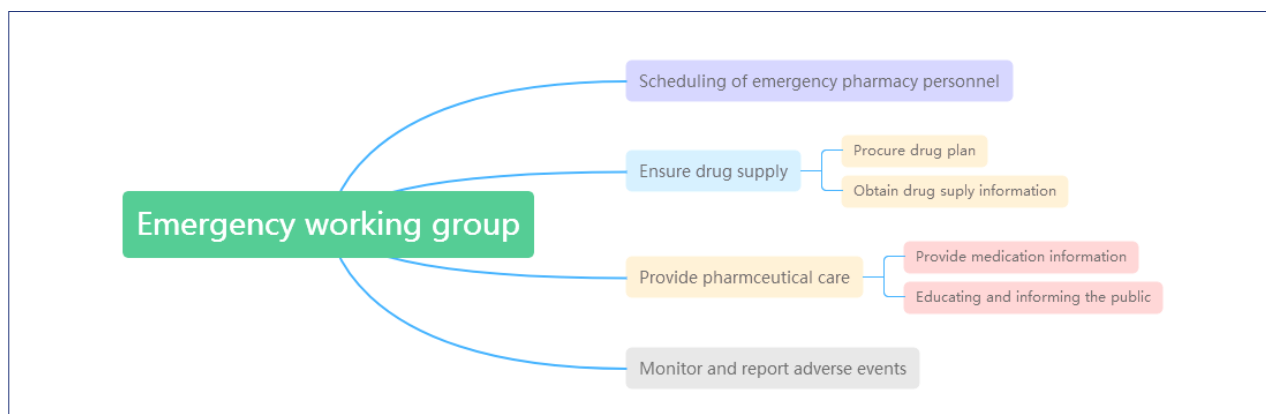 Scheduling of emergency pharmacy personnel
Ensure drug supply
Procure drug plan
Obtain drug suply information
Emergency working group
Provide pharmceutical care
Provide medication information
Educating and informing the public
Monitor and report adverse events